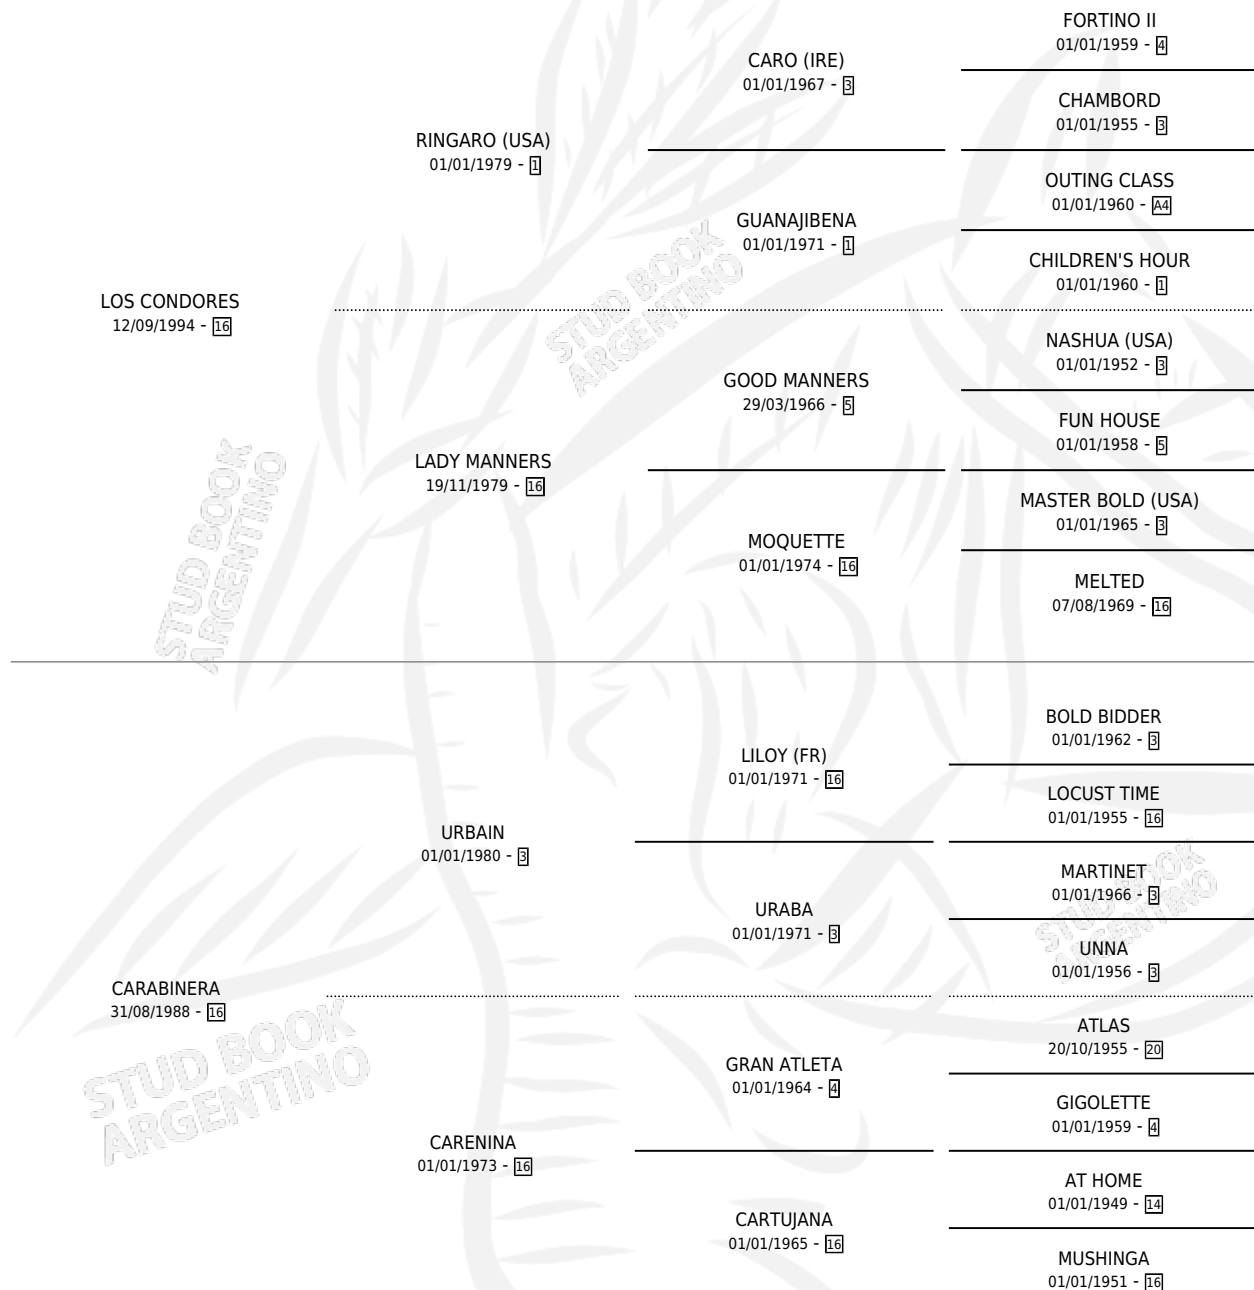 FORTINO II
01/01/1959 - 4
CARO (IRE)
01/01/1967 - 3
CHAMBORD
01/01/1955 - 3
RINGARO (USA)
01/01/1979 - 1
OUTING CLASS
01/01/1960 - A4
GUANAJIBENA
01/01/1971 - 1
CHILDREN'S HOUR
01/01/1960 - 1
LOS CONDORES
12/09/1994 - 16
NASHUA (USA)
01/01/1952 - 3
GOOD MANNERS
29/03/1966 - 5
FUN HOUSE
01/01/1958 - 5
LADY MANNERS
19/11/1979 - 16
MASTER BOLD (USA)
01/01/1965 - 3
MOQUETTE
01/01/1974 - 16
MELTED
07/08/1969 - 16
BOLD BIDDER
01/01/1962 - 3
LILOY (FR)
01/01/1971 - 16
LOCUST TIME
01/01/1955 - 16
URBAIN
01/01/1980 - 3
MARTINET
01/01/1966 - 3
URABA
01/01/1971 - 3
UNNA
01/01/1956 - 3
CARABINERA
31/08/1988 - 16
ATLAS
20/10/1955 - 20
GRAN ATLETA
01/01/1964 - 4
GIGOLETTE
01/01/1959 - 4
CARENINA
01/01/1973 - 16
AT HOME
01/01/1949 - 14
CARTUJANA
01/01/1965 - 16
MUSHINGA
01/01/1951 - 16
STUD BOOK
ARGENTINO
STUD BOOK
ARGENTINO
STUD BOOK
ARGENTINO
STUD BOOK
ARGENTINO